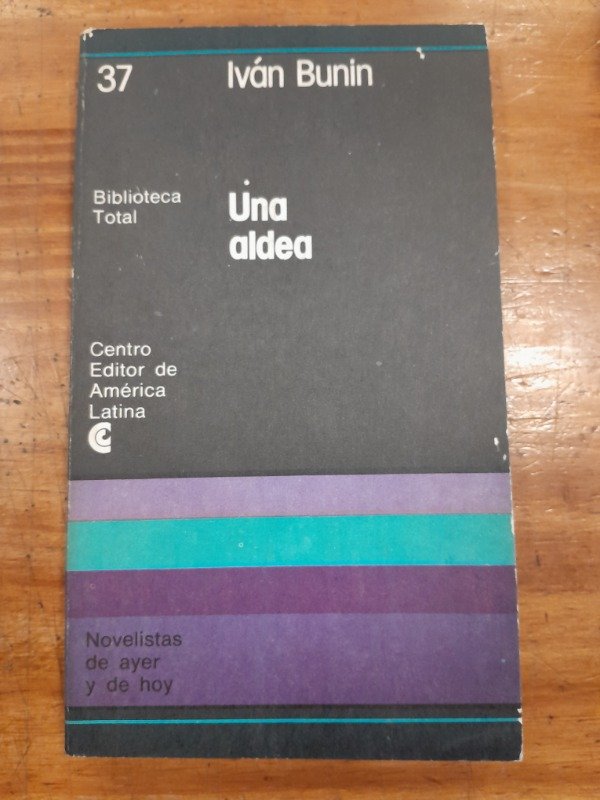 37
Iván Bunin
Biblioteca
Total
Una
aldea
Centro
Editor de
América
Latina
Novelistas
de ayer
y de hoy